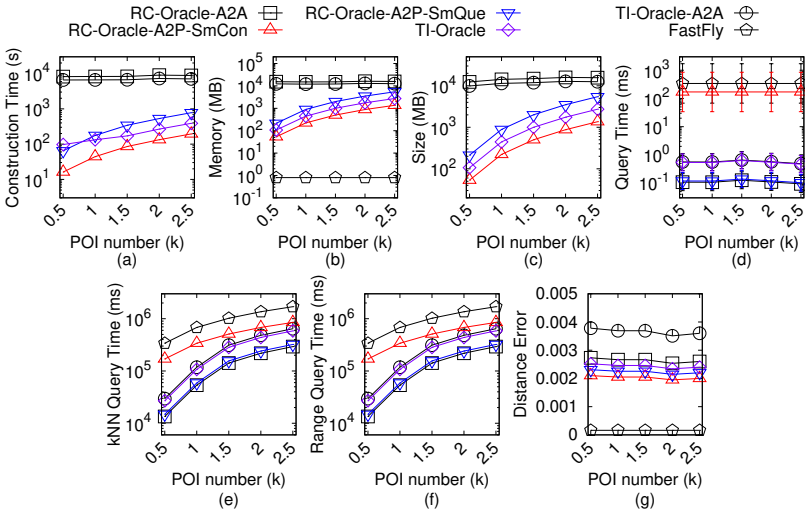 RC-Oracle-A2A RC-Oracle-A2P-SmQue TI-Oracle-A2A
RC-Oracle-A2P-SmCon TI-Oracle FastFly
Construction Time (s)
10^4
10^3
10^2
10^1
0.5 1 1.5 2 2.5
POI number (k)
(a)
Memory (MB)
10^5
10^4
10^3
10^2
10^1
10^0
10^-1
0.5 1 1.5 2 2.5
POI number (k)
(b)
Size (MB)
10^4
10^3
10^2
0.5 1 1.5 2 2.5
POI number (k)
(c)
Query Time (ms)
10^3
10^2
10^1
10^0
10^-1
0.5 1 1.5 2 2.5
POI number (k)
(d)
kNN Query Time (ms)
10^6
10^5
10^4
0.5 1 1.5 2 2.5
POI number (k)
(e)
Range Query Time (ms)
10^6
10^5
10^4
0.5 1 1.5 2 2.5
POI number (k)
(f)
Distance Error
0.005
0.004
0.003
0.002
0.001
0
0.5 1 1.5 2 2.5
POI number (k)
(g)